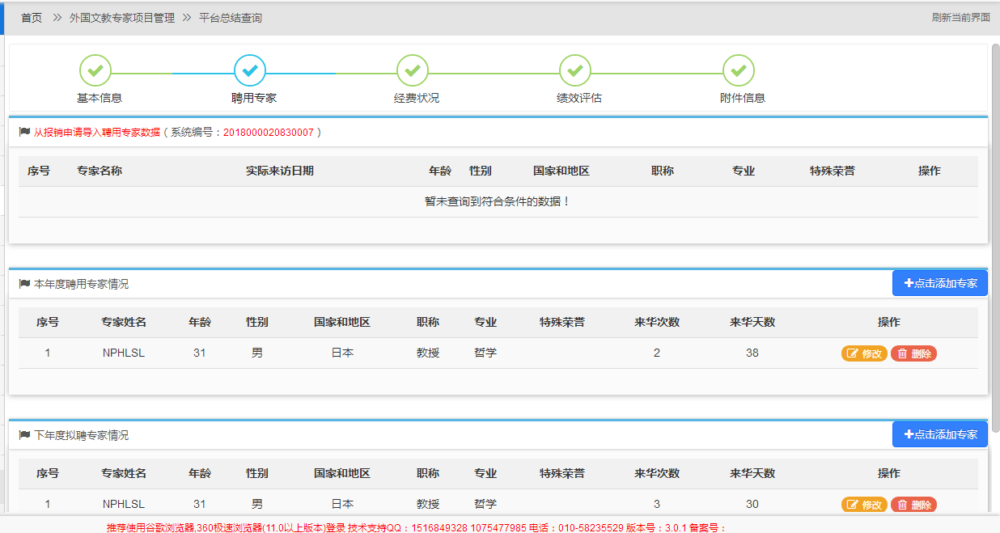 首页 >> 外国文教专家项目管理 >> 平台总结查询 刷新当前界面
基本信息 聘用专家 经费状况 绩效评估 附件信息
从报销申请导入聘用专家数据 ( 系统编号：2018000020830007 )
序号 专家名称 实际来访日期 年龄 性别 国家和地区 职称 专业 特殊荣誉 操作
暂未查询到符合条件的数据！
本年度聘用专家情况 +点击添加专家
序号 专家姓名 年龄 性别 国家和地区 职称 专业 特殊荣誉 来华次数 来华天数 操作
1 NPHLSL 31 男 日本 教授 哲学 2 38 修改 删除
下年度拟聘专家情况 +点击添加专家
序号 专家姓名 年龄 性别 国家和地区 职称 专业 特殊荣誉 来华次数 来华天数 操作
1 NPHLSL 31 男 日本 教授 哲学 3 30 修改 删除
推荐使用谷歌浏览器,360极速浏览器(11.0以上版本)登录 技术支持QQ：1516849328 1075477985 电话：010-58235529 版本号：3.0.1 备案号：